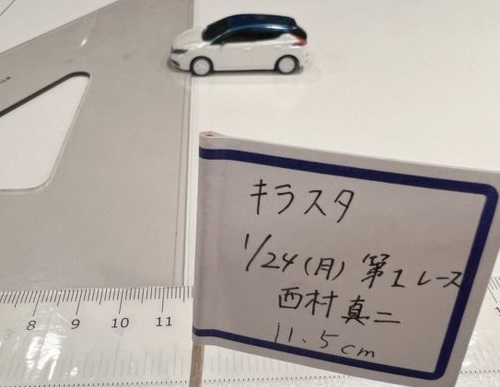 キラスタ
1/24(月) 第1レース
西村真二
11.5cm
8 9 10 11